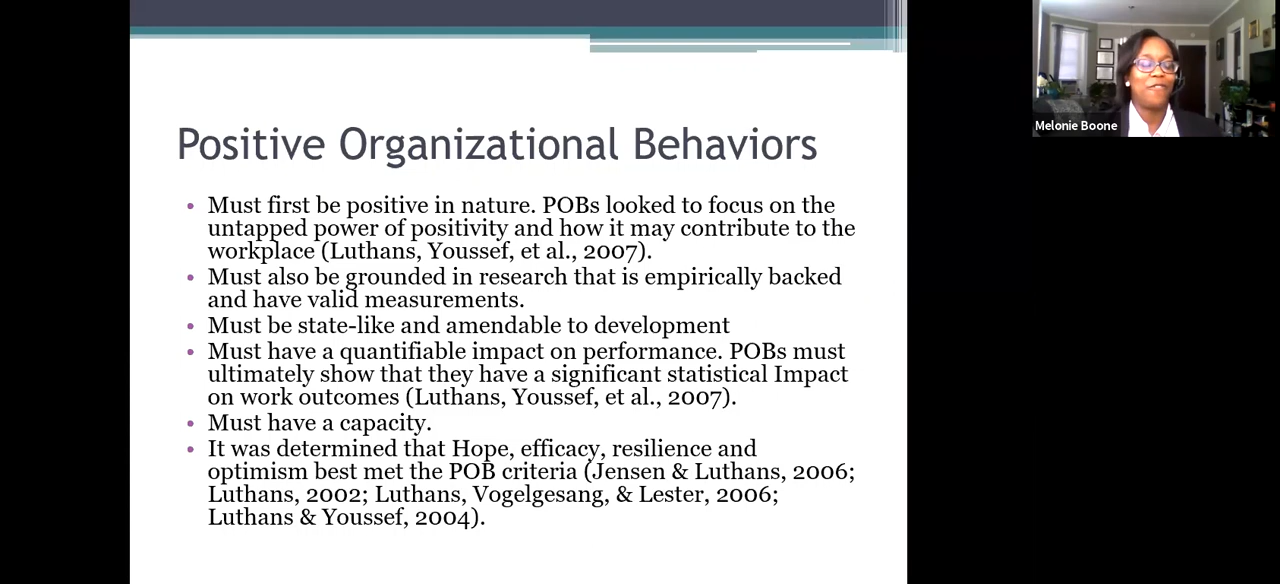 Positive Organizational Behaviors
• Must first be positive in nature. POBs looked to focus on the
untapped power of positivity and how it may contribute to the
workplace (Luthans, Youssef, et al., 2007).
• Must also be grounded in research that is empirically backed
and have valid measurements.
• Must be state-like and amendable to development
• Must have a quantifiable impact on performance. POBs must
ultimately show that they have a significant statistical Impact
on work outcomes (Luthans, Youssef, et al., 2007).
• Must have a capacity.
• It was determined that Hope, efficacy, resilience and
optimism best met the POB criteria (Jensen & Luthans, 2006;
Luthans, 2002; Luthans, Vogelgesang, & Lester, 2006;
Luthans & Youssef, 2004).
Melonie Boone